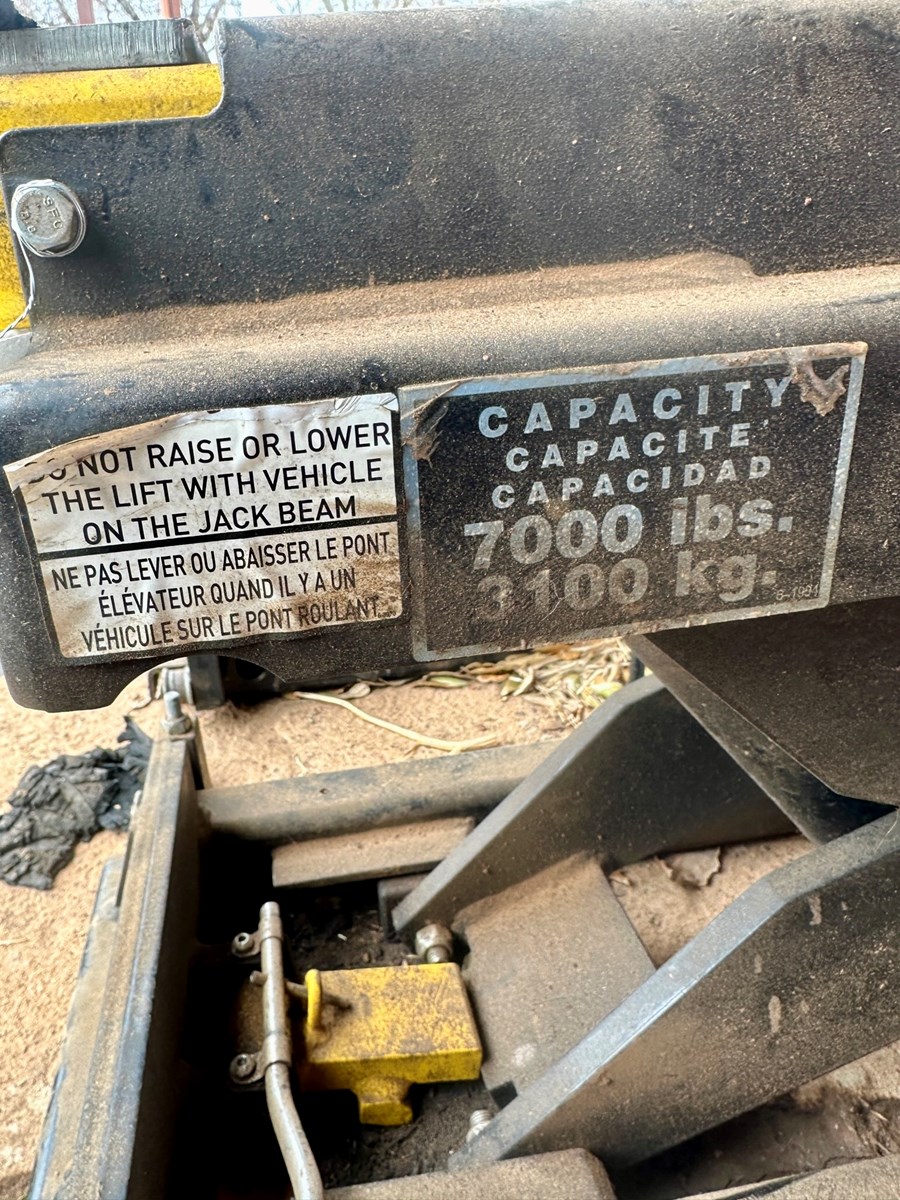 DO NOT RAISE OR LOWER
THE LIFT WITH VEHICLE
ON THE JACK BEAM
NE PAS LEVER OU ABAISSER LE PONT
ÉLÉVATEUR QUAND IL Y A UN
VÉHICULE SUR LE PONT ROULANT.
CAPACITY
CAPACITE'
CAPACIDAD
7000 lbs.
3100 kg.